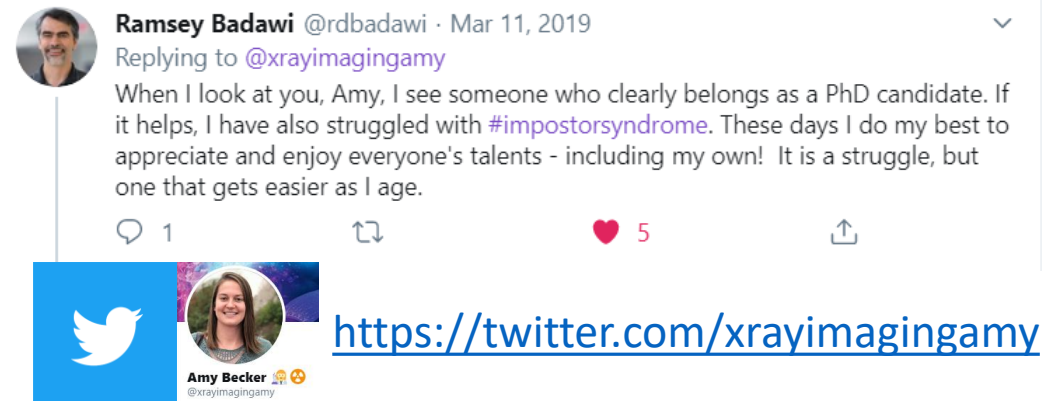 Ramsey Badawi @rdbadawi · Mar 11, 2019
Replying to @xrayimagingamy
When I look at you, Amy, I see someone who clearly belongs as a PhD candidate. If
it helps, I have also struggled with #impostorsyndrome. These days I do my best to
appreciate and enjoy everyone's talents - including my own!  It is a struggle, but
one that gets easier as I age.
1
5
https://twitter.com/xrayimagingamy
Amy Becker 👩‍🔬☢️
@xrayimagingamy